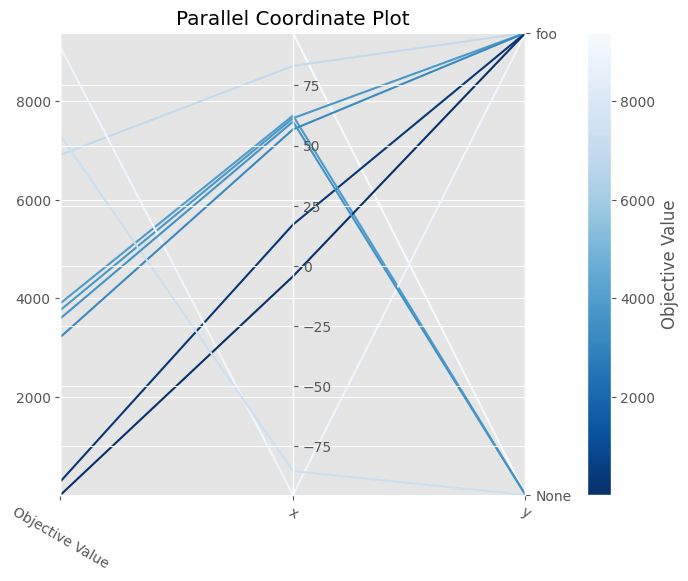 Parallel Coordinate Plot
8000
6000
4000
2000
75
50
25
0
−25
−50
−75
foo
None
Objective Value
x
y
8000
6000
4000
2000
Objective Value